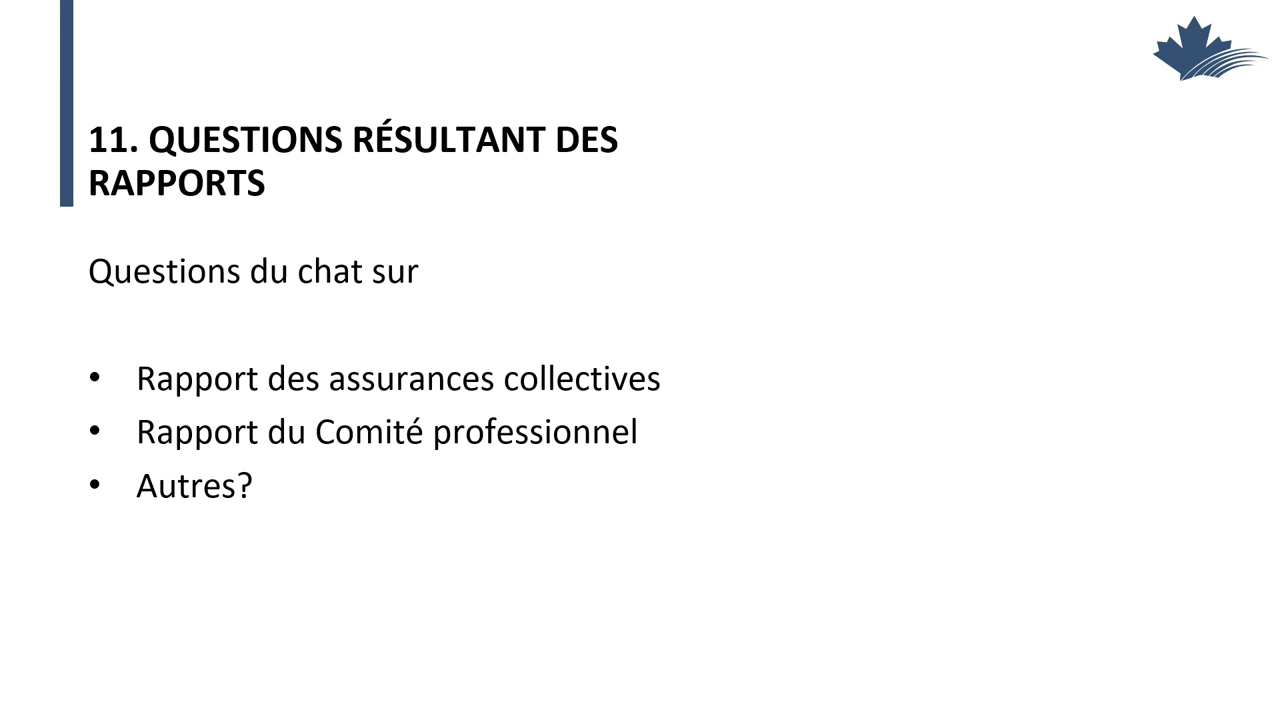 11. QUESTIONS RÉSULTANT DES
RAPPORTS
Questions du chat sur
• Rapport des assurances collectives
• Rapport du Comité professionnel
• Autres?